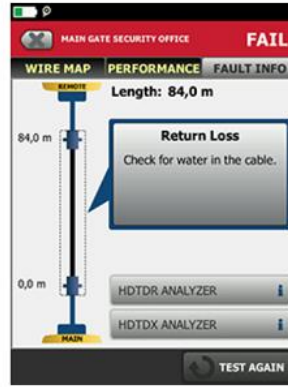 MAIN GATE SECURITY OFFICE
FAIL
WIRE MAP
PERFORMANCE
FAULT INFO
REMOTE
Length: 84,0 m
84,0 m
Return Loss
Check for water in the cable.
0,0 m
HDTDR ANALYZER
HDTDX ANALYZER
MAIN
TEST AGAIN